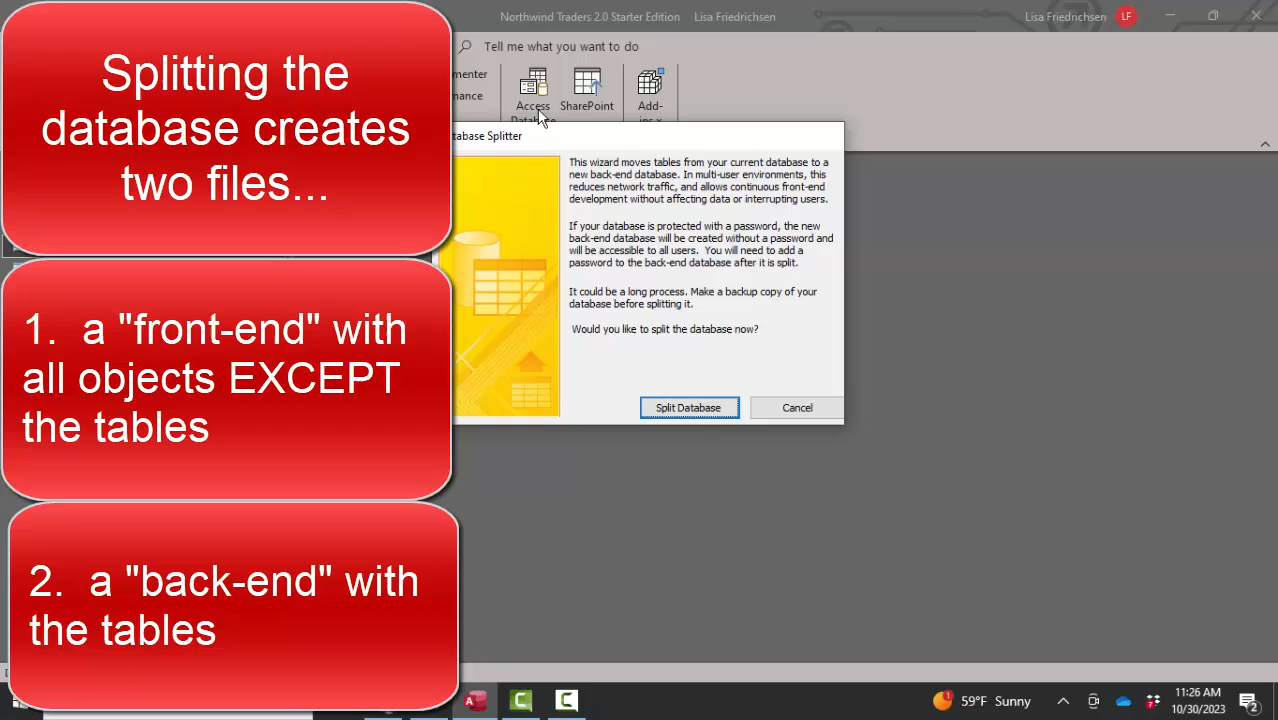 Northwind Traders 2.0 Starter Edition Lisa Friedrichsen Lisa Friedrichsen LF
Tell me what you want to do
Access SharePoint Add-
Database ins
Splitting the
database creates
two files...
Database Splitter
This wizard moves tables from your current database to a
new back-end database. In multi-user environments, this
reduces network traffic, and allows continuous front-end
development without affecting data or interrupting users.
If your database is protected with a password, the new
back-end database will be created without a password and
will be accessible to all users. You will need to add a
password to the back-end database after it is split.
It could be a long process. Make a backup copy of your
database before splitting it.
Would you like to split the database now?
Split Database Cancel
1. a "front-end" with
all objects EXCEPT
the tables
2. a "back-end" with
the tables
59°F Sunny
11:26 AM
10/30/2023
2